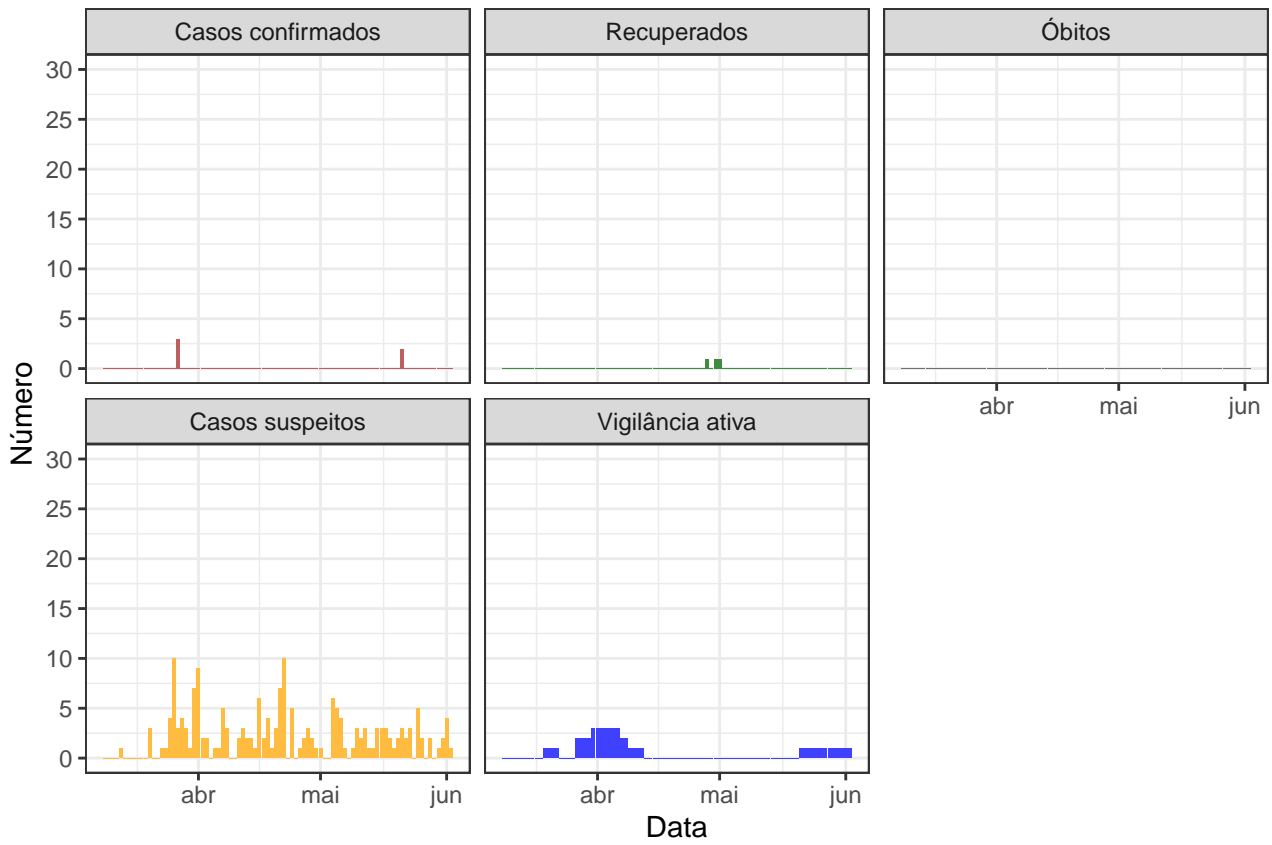 Casos confirmados
Recuperados
Óbitos
30
25
20
15
10
5
0
abr
mai
jun
Casos suspeitos
Vigilância ativa
30
25
20
15
10
5
0
abr
mai
jun
abr
mai
jun
Número
Data